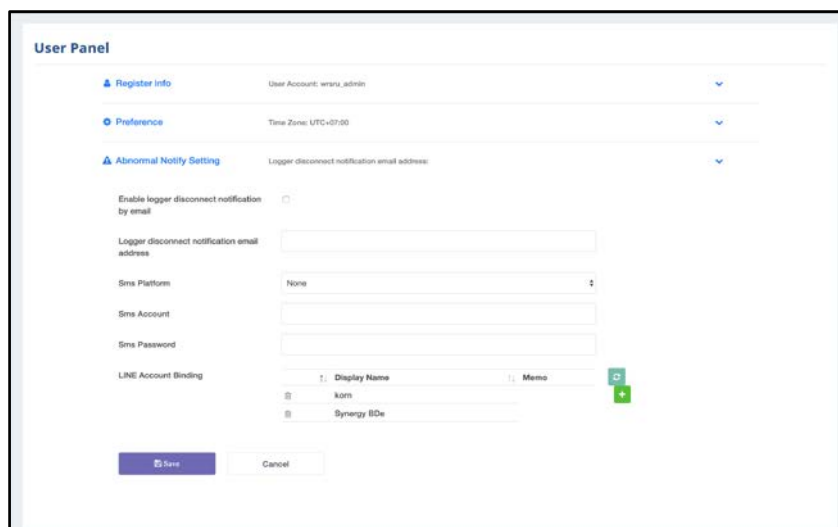 User Panel
Register Info
User Account: wrsru_admin
Preference
Time Zone: UTC+07:00
Abnormal Notify Setting
Logger disconnect notification email address:
Enable logger disconnect notification
by email
Logger disconnect notification email
address
Sms Platform
None
Sms Account
Sms Password
LINE Account Binding
Display Name
Memo
korn
Synergy BDe
Save
Cancel